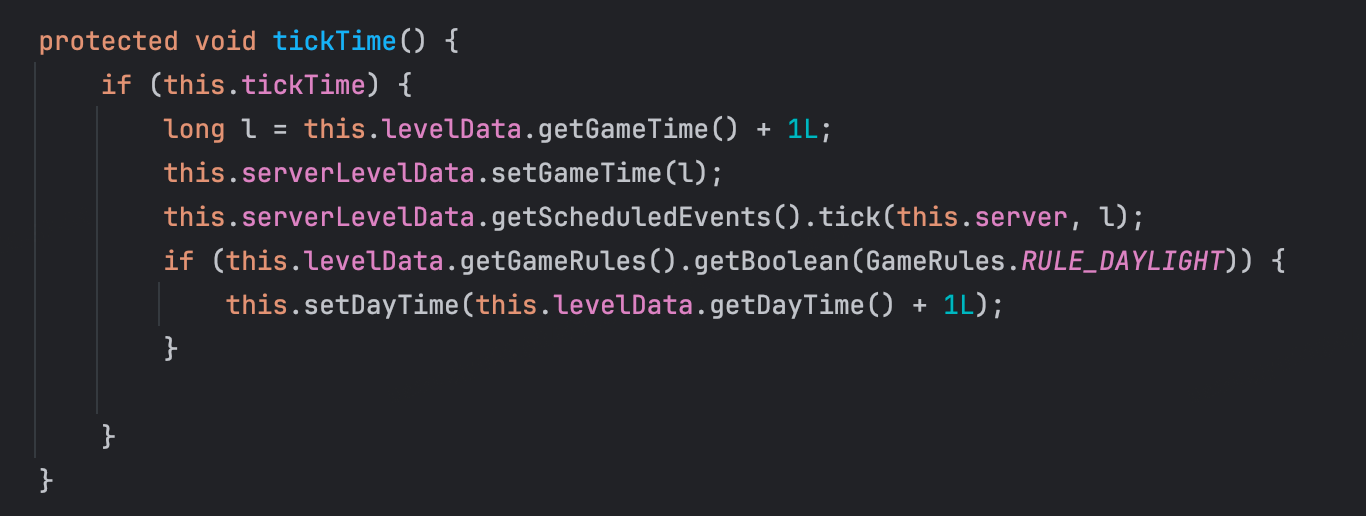 protected void tickTime() {
if (this.tickTime) {
long l = this.levelData.getGameTime() + 1L;
this.serverLevelData.setGameTime(l);
this.serverLevelData.getScheduledEvents().tick(this.server, l);
if (this.levelData.getGameRules().getBoolean(GameRules.RULE_DAYLIGHT)) {
this.setDayTime(this.levelData.getDayTime() + 1L);
}
}
}